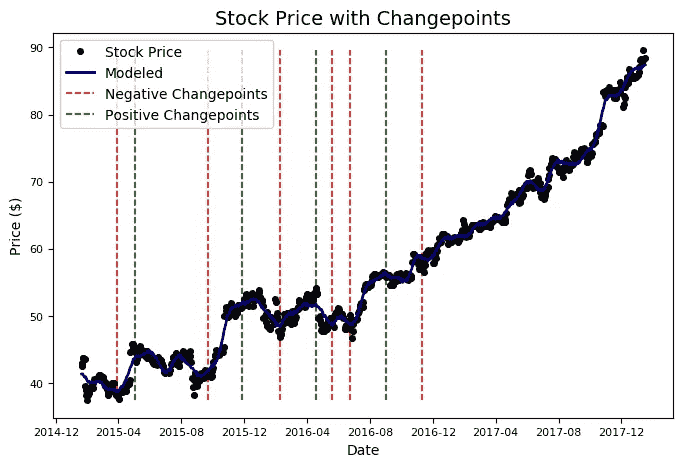 Stock Price with Changepoints
Stock Price
Modeled
Negative Changepoints
Positive Changepoints
Price ($)
90
80
70
60
50
40
2014-12 2015-04 2015-08 2015-12 2016-04 2016-08 2016-12 2017-04 2017-08 2017-12
Date